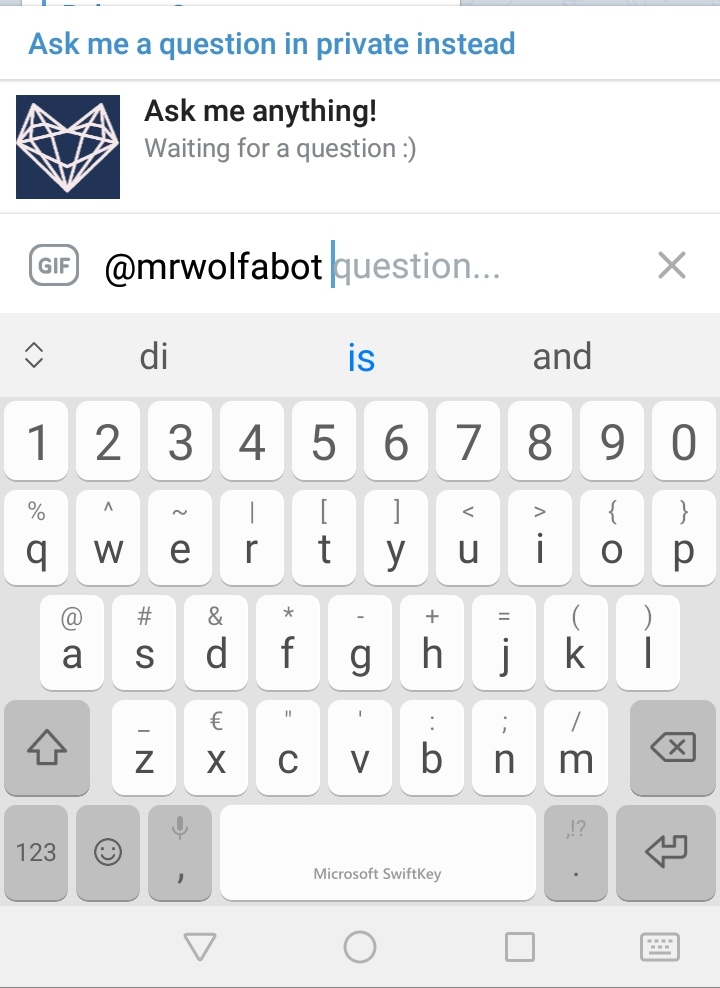 Ask me a question in private instead
Ask me anything!
Waiting for a question :)
GIF @mrwolfabot question...
di is and
1 2 3 4 5 6 7 8 9 0
% ^ ~ | [ ] < > { }
q w e r t y u i o p
@ # & * - + = ( )
a s d f g h j k l
_ € " ' : ; /
z x c v b n m
,!?
123 , Microsoft SwiftKey .